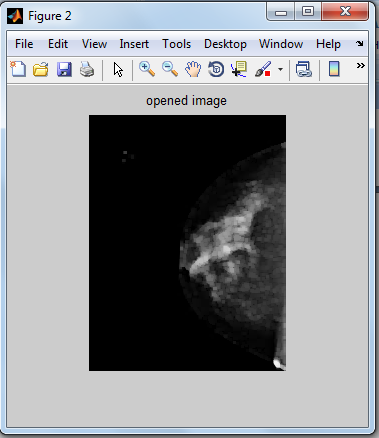 Figure 2
File Edit View Insert Tools Desktop Window Help
opened image